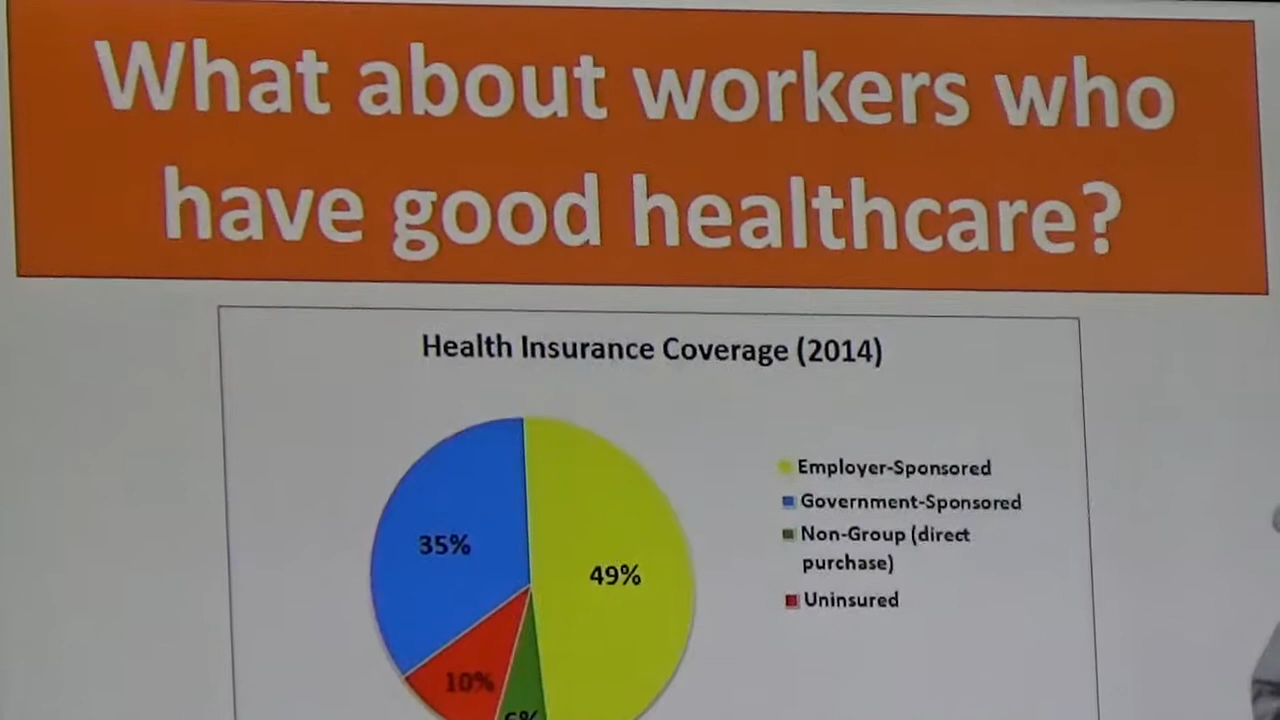 What about workers who
have good healthcare?
Health Insurance Coverage (2014)
Employer-Sponsored
Government-Sponsored
Non-Group (direct
purchase)
Uninsured
35%
49%
10%
6%